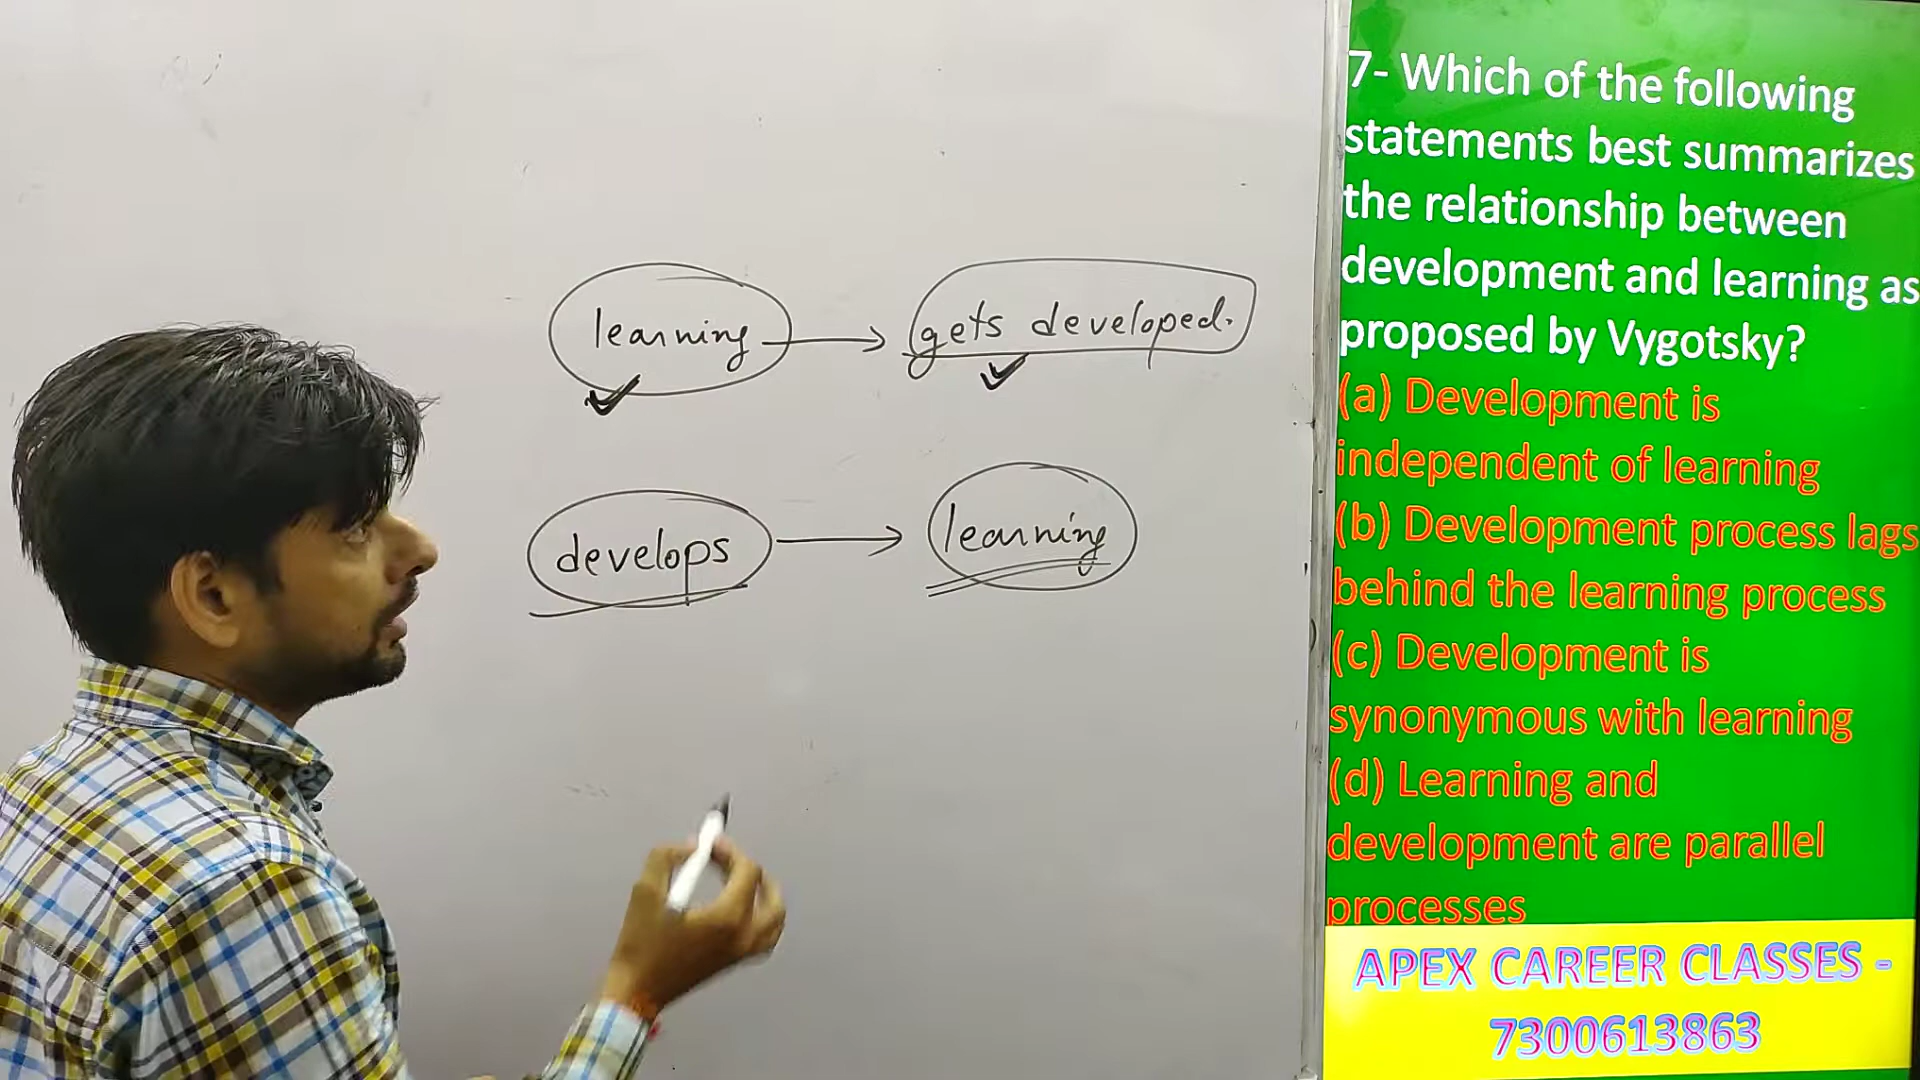 learning → gets developed.
develops → learning
7- Which of the following
statements best summarizes
the relationship between
development and learning as
proposed by Vygotsky?
(a) Development is
independent of learning
(b) Development process lags
behind the learning process
(c) Development is
synonymous with learning
(d) Learning and
development are parallel
processes
APEX CAREER CLASSES -
7300613863